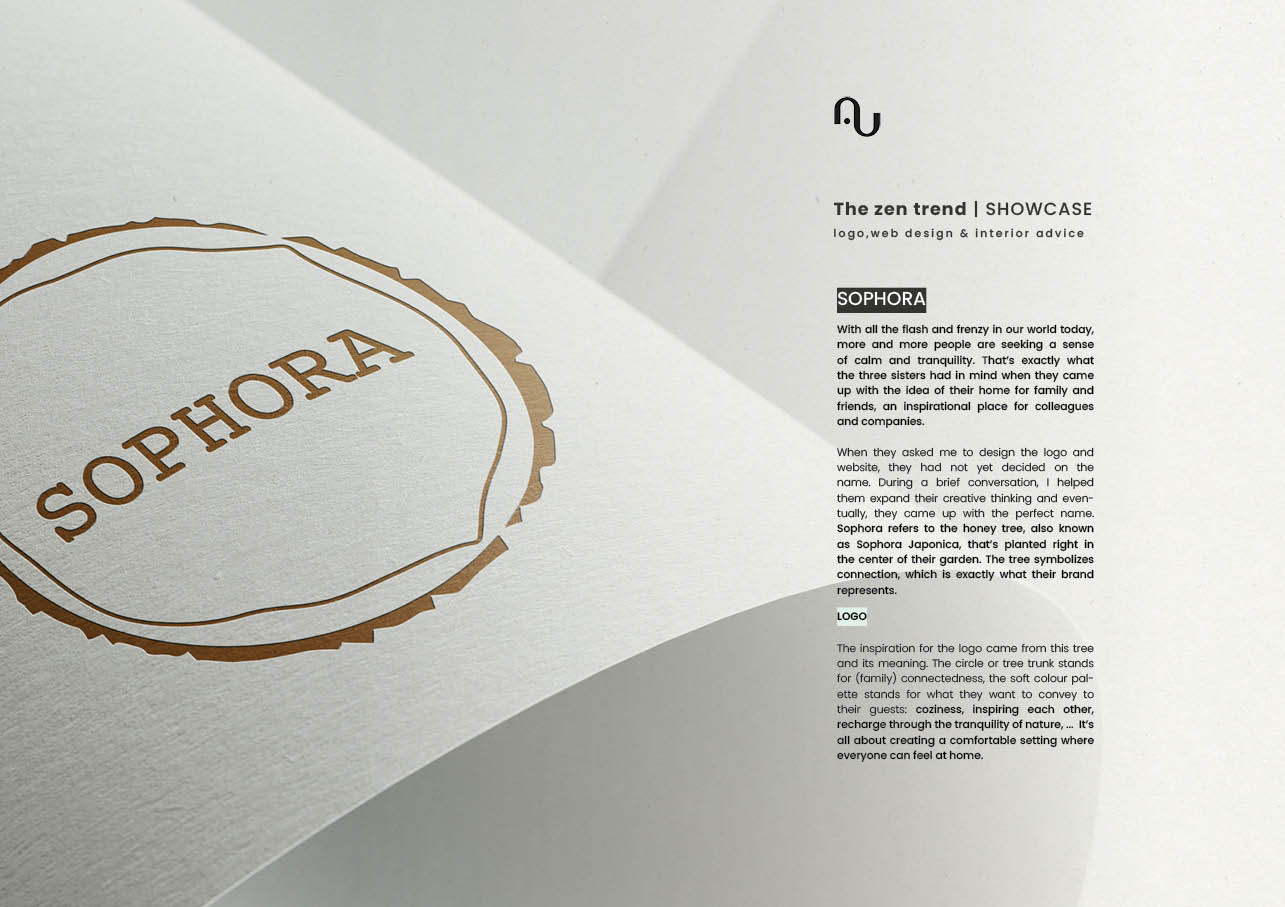 The zen trend | SHOWCASE
logo,web design & interior advice
SOPHORA
With all the flash and frenzy in our world today,
more and more people are seeking a sense
of calm and tranquility. That's exactly what
the three sisters had in mind when they came
up with the idea of their home for family and
friends, an inspirational place for colleagues
and companies.
When they asked me to design the logo and
website, they had not yet decided on the
name. During a brief conversation, I helped
them expand their creative thinking and even-
tually, they came up with the perfect name.
Sophora refers to the honey tree, also known
as Sophora Japonica, that's planted right in
the center of their garden. The tree symbolizes
connection, which is exactly what their brand
represents.
LOGO
The inspiration for the logo came from this tree
and its meaning. The circle or tree trunk stands
for (family) connectedness, the soft colour pal-
ette stands for what they want to convey to
their guests: coziness, inspiring each other,
recharge through the tranquility of nature, ... It's
all about creating a comfortable setting where
everyone can feel at home.
SOPHORA